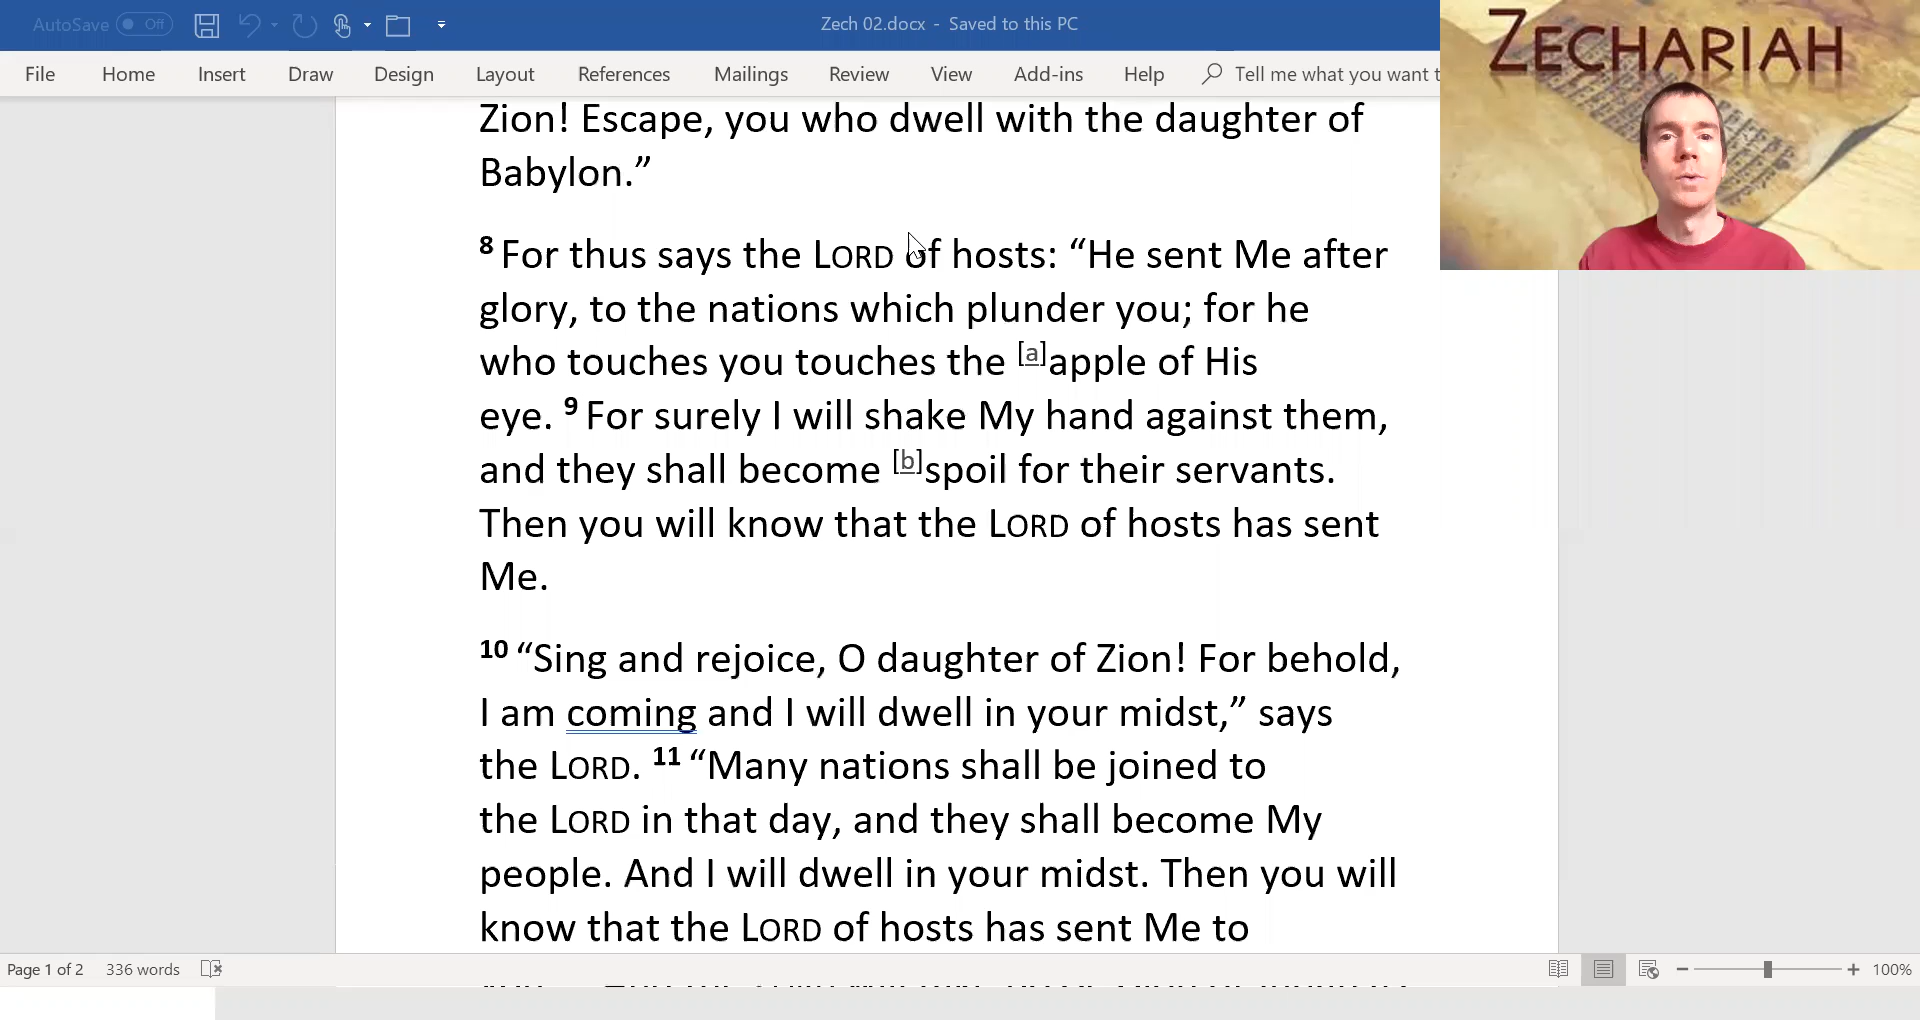 AutoSave Off
Zech 02.docx - Saved to this PC
ZECHARIAH
File Home Insert Draw Design Layout References Mailings Review View Add-ins Help Tell me what you want t
Zion! Escape, you who dwell with the daughter of
Babylon.”
8 For thus says the LORD of hosts: “He sent Me after
glory, to the nations which plunder you; for he
who touches you touches the [a]apple of His
eye. 9 For surely I will shake My hand against them,
and they shall become [b]spoil for their servants.
Then you will know that the LORD of hosts has sent
Me.
10 “Sing and rejoice, O daughter of Zion! For behold,
I am coming and I will dwell in your midst,” says
the LORD. 11 “Many nations shall be joined to
the LORD in that day, and they shall become My
people. And I will dwell in your midst. Then you will
know that the LORD of hosts has sent Me to
Page 1 of 2 336 words 100%